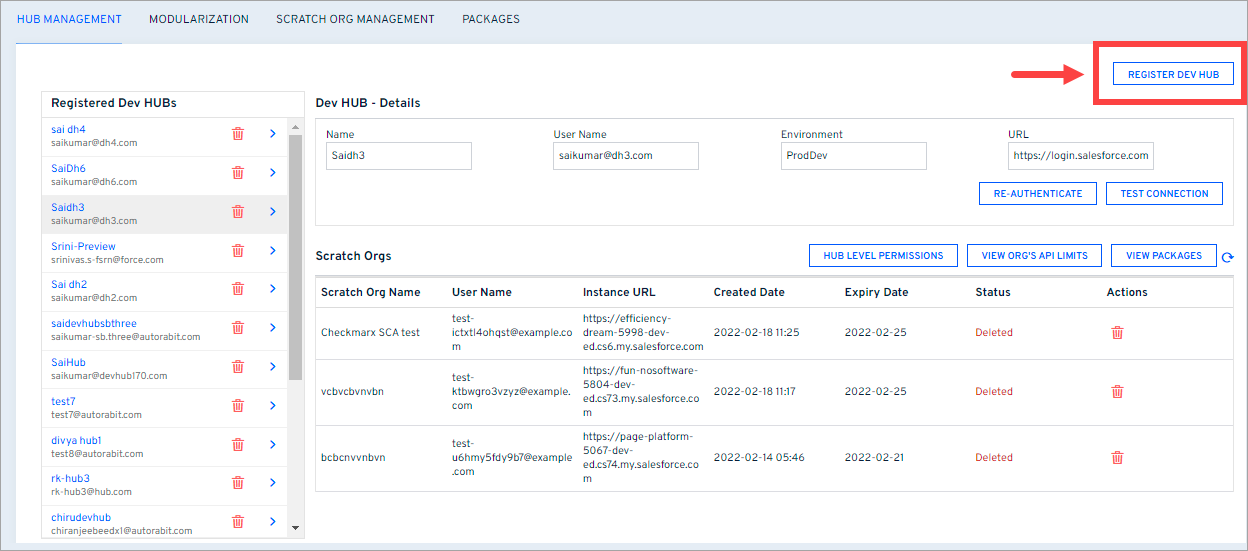 HUB MANAGEMENT MODULARIZATION SCRATCH ORG MANAGEMENT PACKAGES
REGISTER DEV HUB
Registered Dev HUBs
sai dh4
saikumar@dh4.com
SaiDh6
saikumar@dh6.com
Saidh3
saikumar@dh3.com
Srini-Preview
srinivas.s-fsrn@force.com
Sai dh2
saikumar@dh2.com
saidevhubsbthree
saikumar-sb.three@autorabit.com
SaiHub
saikumar@devhub170.com
test7
test7@autorabit.com
divya hub1
test8@autorabit.com
rk-hub3
rk-hub3@hub.com
chirudevhub
chiranjeebeedx1@autorabit.com
Dev HUB - Details
Name User Name Environment URL
Saidh3 saikumar@dh3.com ProdDev https://login.salesforce.com
RE-AUTHENTICATE TEST CONNECTION
Scratch Orgs HUB LEVEL PERMISSIONS VIEW ORG'S API LIMITS VIEW PACKAGES
Scratch Org Name User Name Instance URL Created Date Expiry Date Status Actions
Checkmarx SCA test
test-
ictxtl4ohqst@example.co
m
https://efficiency-
dream-5998-dev-
ed.cs6.my.salesforce.com
2022-02-18 11:25 2022-02-25 Deleted
vcbvcbvnvbn
test-
ktbwgro3vzyz@example.
com
https://fun-nosoftware-
5804-dev-
ed.cs73.my.salesforce.co
m
2022-02-18 11:17 2022-02-25 Deleted
bcbcnvvnbvn
test-
u6hmy5fdy9b7@example
.com
https://page-platform-
5067-dev-
ed.cs74.my.salesforce.co
m
2022-02-14 05:46 2022-02-21 Deleted